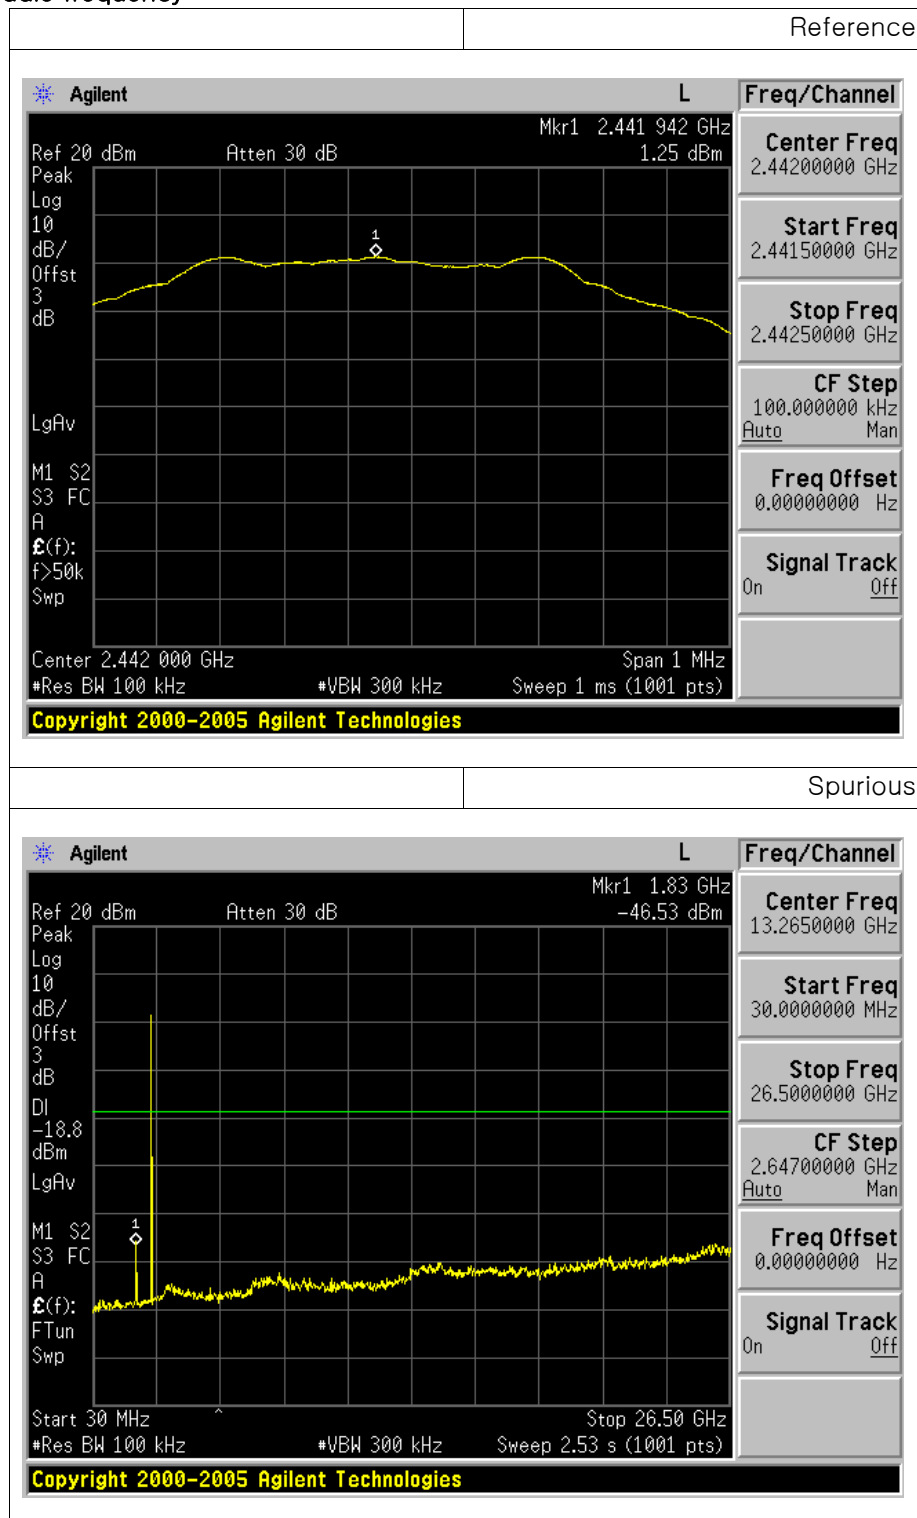 Reference
Agilent L Freq/Channel
Mkr1 2.441 942 GHz
Ref 20 dBm Atten 30 dB 1.25 dBm
Peak
Log
10
dB/
Offst
3
dB
LgAv
M1 S2
S3 FC
A
£(f):
f>50k
Swp
1
Center 2.442 000 GHz Span 1 MHz
#Res BW 100 kHz #VBW 300 kHz Sweep 1 ms (1001 pts)
Copyright 2000-2005 Agilent Technologies
Center Freq
2.44200000 GHz
Start Freq
2.44150000 GHz
Stop Freq
2.44250000 GHz
CF Step
100.000000 kHz
Auto Man
Freq Offset
0.00000000 Hz
Signal Track
On Off
Spurious
Agilent L Freq/Channel
Mkr1 1.83 GHz
Ref 20 dBm Atten 30 dB -46.53 dBm
Peak
Log
10
dB/
Offst
3
dB
DI
-18.8
dBm
LgAv
M1 S2
S3 FC
A
£(f):
FTun
Swp
1
Start 30 MHz ^ Stop 26.50 GHz
#Res BW 100 kHz #VBW 300 kHz Sweep 2.53 s (1001 pts)
Copyright 2000-2005 Agilent Technologies
Center Freq
13.2650000 GHz
Start Freq
30.0000000 MHz
Stop Freq
26.5000000 GHz
CF Step
2.64700000 GHz
Auto Man
Freq Offset
0.00000000 Hz
Signal Track
On Off